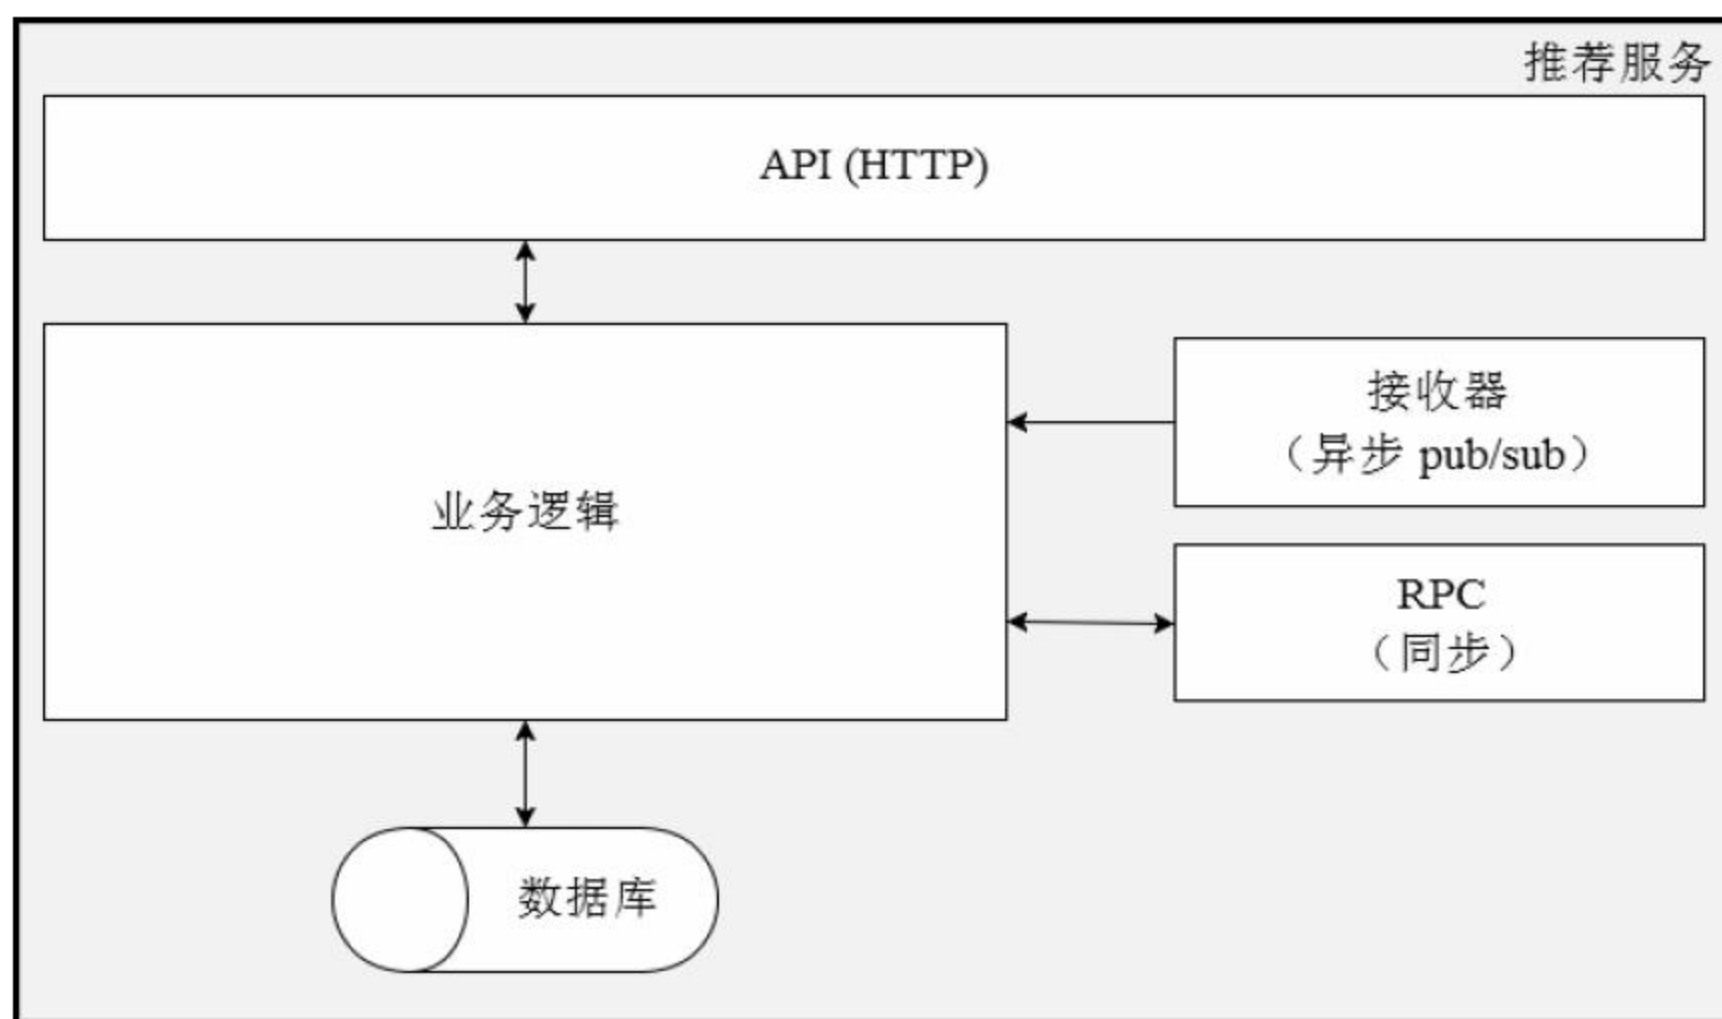 推荐服务
API (HTTP)
接收器
（异步 pub/sub）
业务逻辑
RPC
（同步）
数据库